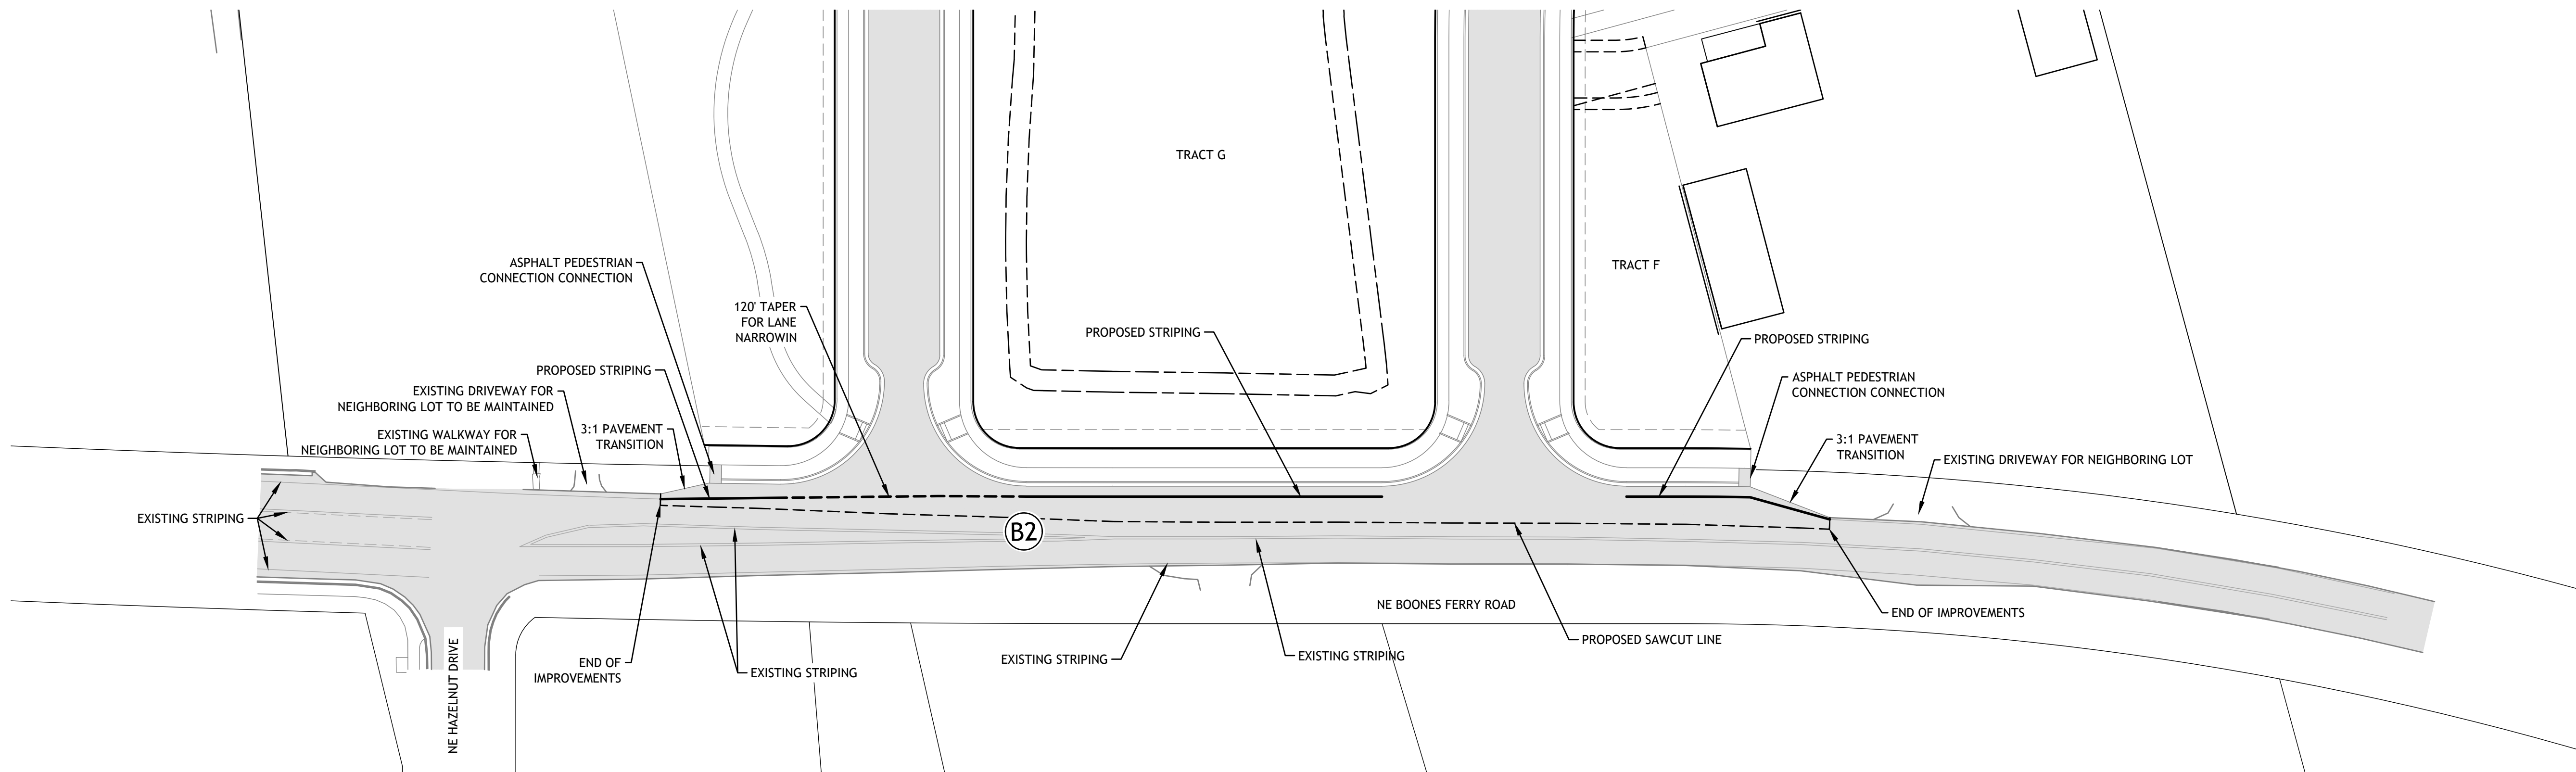 TRACT G
ASPHALT PEDESTRIAN
CONNECTION CONNECTION
TRACT F
120' TAPER
FOR LANE
NARROWIN
PROPOSED STRIPING
PROPOSED STRIPING
PROPOSED STRIPING
ASPHALT PEDESTRIAN
CONNECTION CONNECTION
EXISTING DRIVEWAY FOR
NEIGHBORING LOT TO BE MAINTAINED
3:1 PAVEMENT
TRANSITION
EXISTING WALKWAY FOR
NEIGHBORING LOT TO BE MAINTAINED
3:1 PAVEMENT
TRANSITION
EXISTING DRIVEWAY FOR NEIGHBORING LOT
EXISTING STRIPING
B2
NE BOONES FERRY ROAD
END OF IMPROVEMENTS
PROPOSED SAWCUT LINE
END OF
IMPROVEMENTS
EXISTING STRIPING
EXISTING STRIPING
EXISTING STRIPING
NE HAZELNUT DRIVE